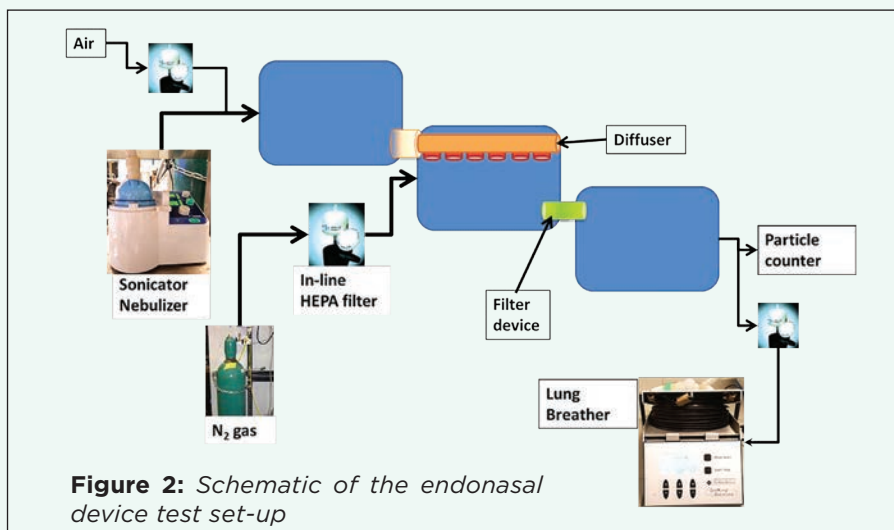 Air
Diffuser
Sonicator
Nebulizer
In-line
HEPA filter
N₂ gas
Filter
device
Particle
counter
Lung
Breather
Figure 2: Schematic of the endonasal
device test set-up